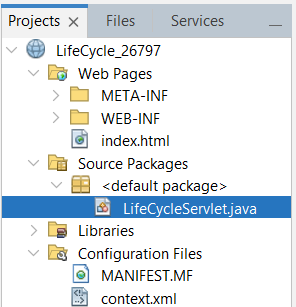 Projects × Files Services
LifeCycle_26797
Web Pages
META-INF
WEB-INF
index.html
Source Packages
<default package>
LifeCycleServlet.java
Libraries
Configuration Files
MANIFEST.MF
context.xml